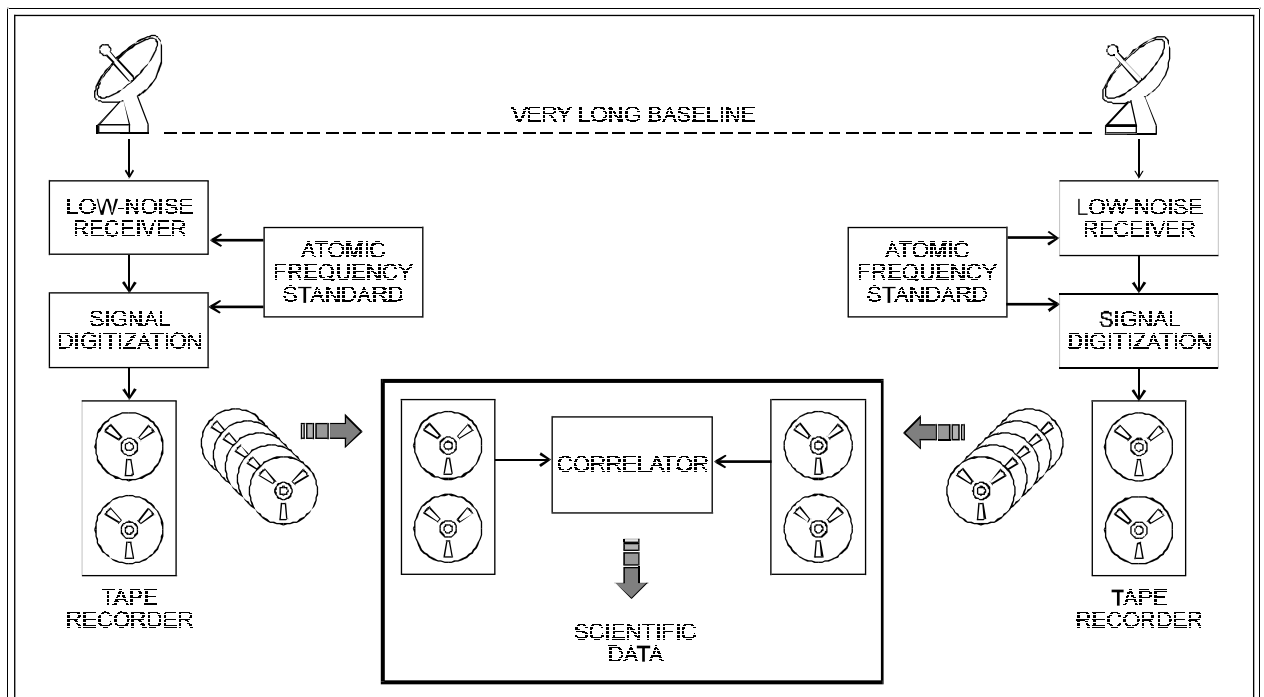 VERY LONG BASELINE
LOW-NOISE
RECEIVER
ATOMIC
FREQUENCY
STANDARD
SIGNAL
DIGITIZATION
TAPE
RECORDER
LOW-NOISE
RECEIVER
ATOMIC
FREQUENCY
STANDARD
SIGNAL
DIGITIZATION
TAPE
RECORDER
CORRELATOR
SCIENTIFIC
DATA